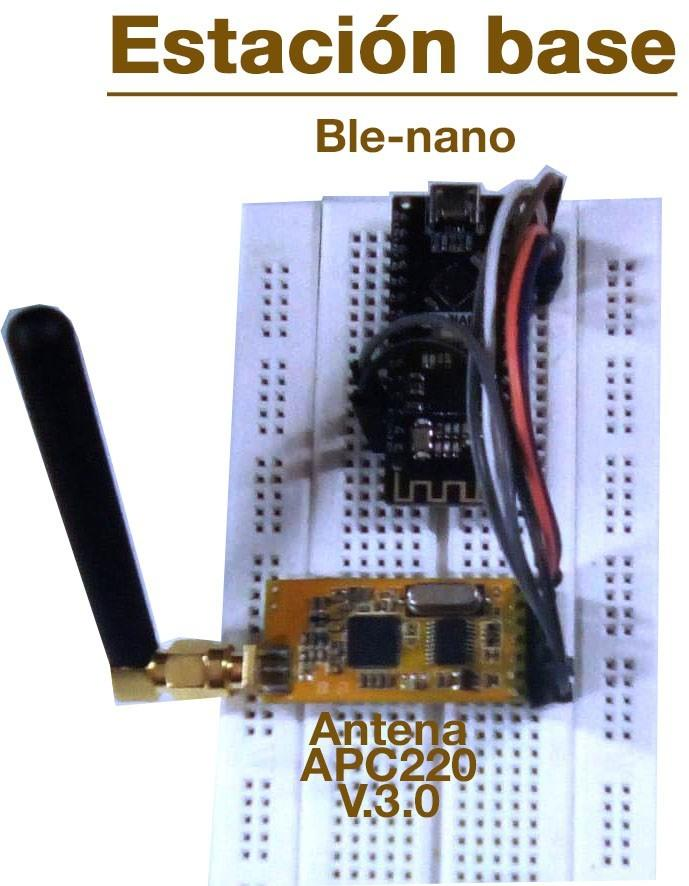 Estación base
Ble-nano
Antena
APC220
V.3.0